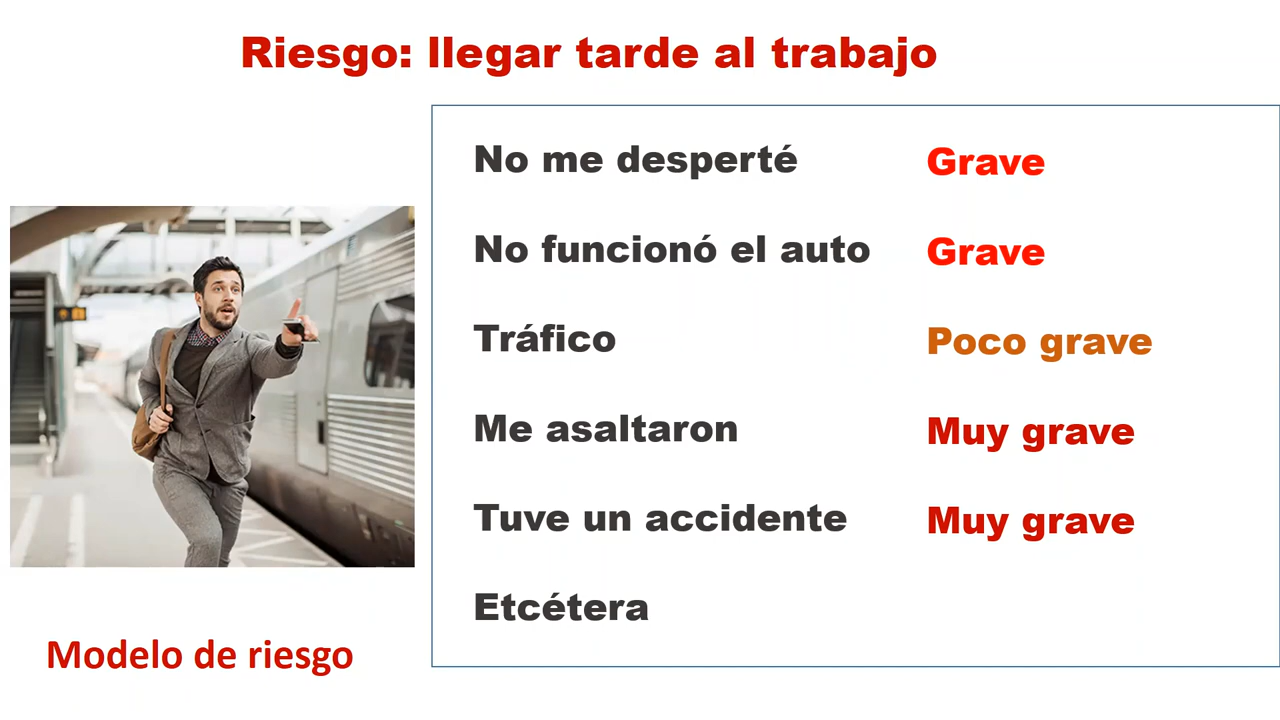 Riesgo: llegar tarde al trabajo
No me desperté Grave
No funcionó el auto Grave
Tráfico Poco grave
Me asaltaron Muy grave
Tuve un accidente Muy grave
Etcétera
Modelo de riesgo